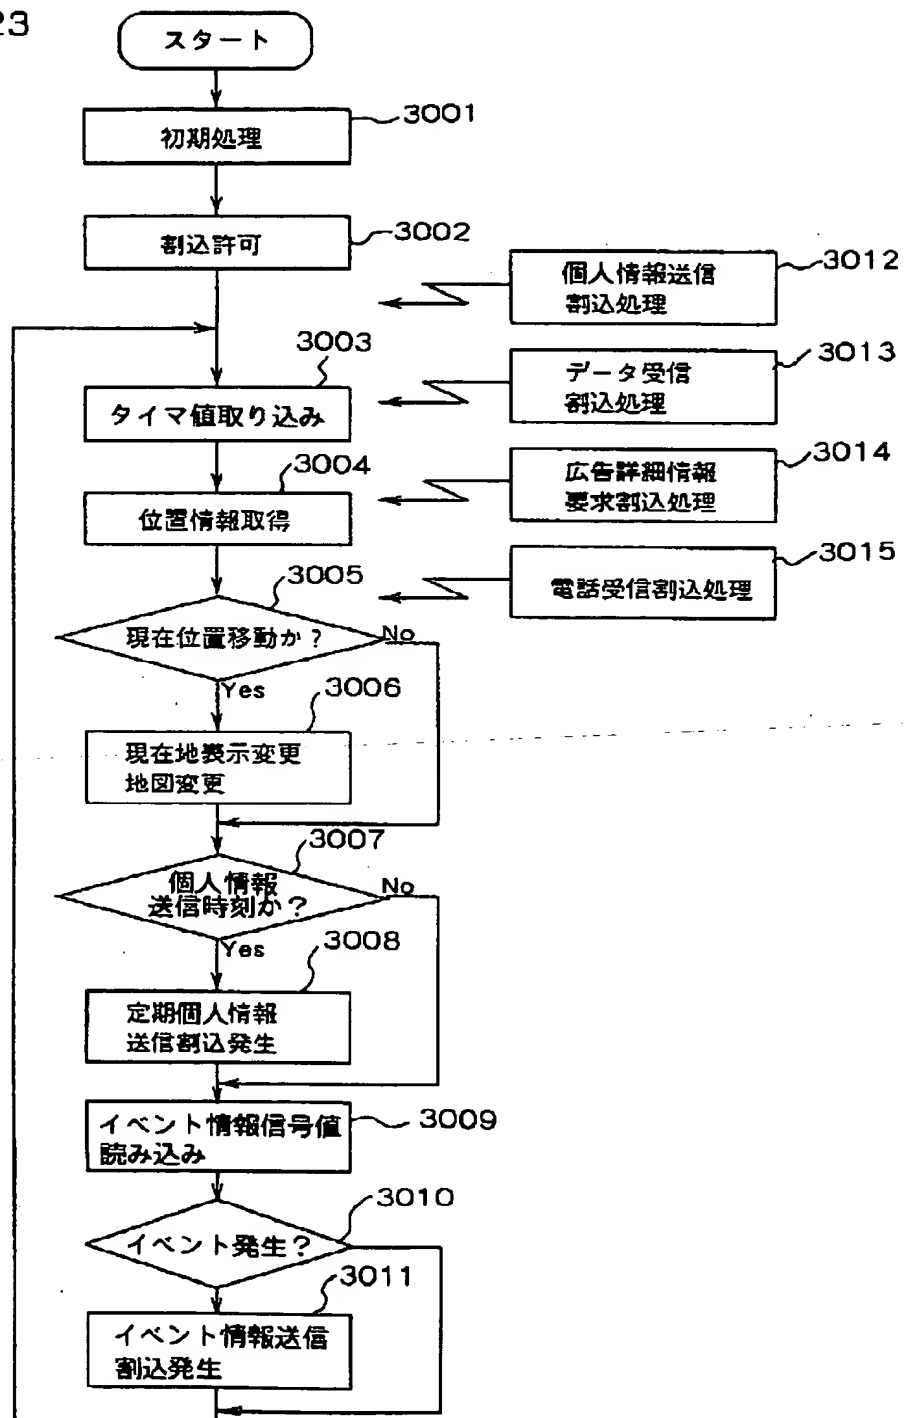 23
スタート
3001
初期処理
3002
割込許可
3012
個人情報送信
割込処理
3003
タイマ値取り込み
3013
データ受信
割込処理
3004
位置情報取得
3014
広告詳細情報
要求割込処理
3005
現在位置移動か?
No
Yes
3015
電話受信割込処理
3006
現在地表示変更
地図変更
3007
個人情報
送信時刻か?
No
Yes
3008
定期個人情報
送信割込発生
3009
イベント情報信号値
読み込み
3010
イベント発生?
3011
イベント情報送信
割込発生